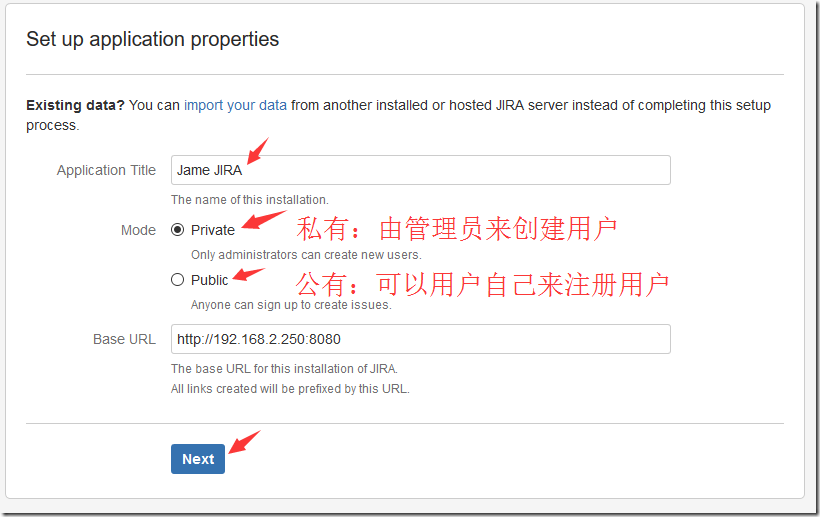 Set up application properties
Existing data? You can import your data from another installed or hosted JIRA server instead of completing this setup
process.
Application Title
Jame JIRA
The name of this installation.
Mode
Private
私有：由管理员来创建用户
Only administrators can create new users.
Public
公有：可以用户自己来注册用户
Anyone can sign up to create issues.
Base URL
http://192.168.2.250:8080
The base URL for this installation of JIRA.
All links created will be prefixed by this URL.
Next